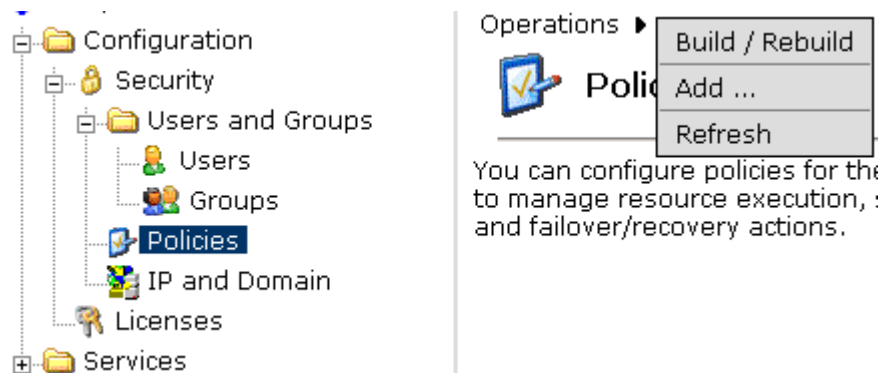 Configuration
Security
Users and Groups
Users
Groups
Policies
IP and Domain
Licenses
Services
Operations
Build / Rebuild
Add ...
Refresh
You can configure policies for the
to manage resource execution,
and failover/recovery actions.